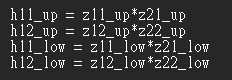 h11_up = z11_up*z21_up
h12_up = z12_up*z22_up
h11_low = z11_low*z21_low
h12_low = z12_low*z22_low